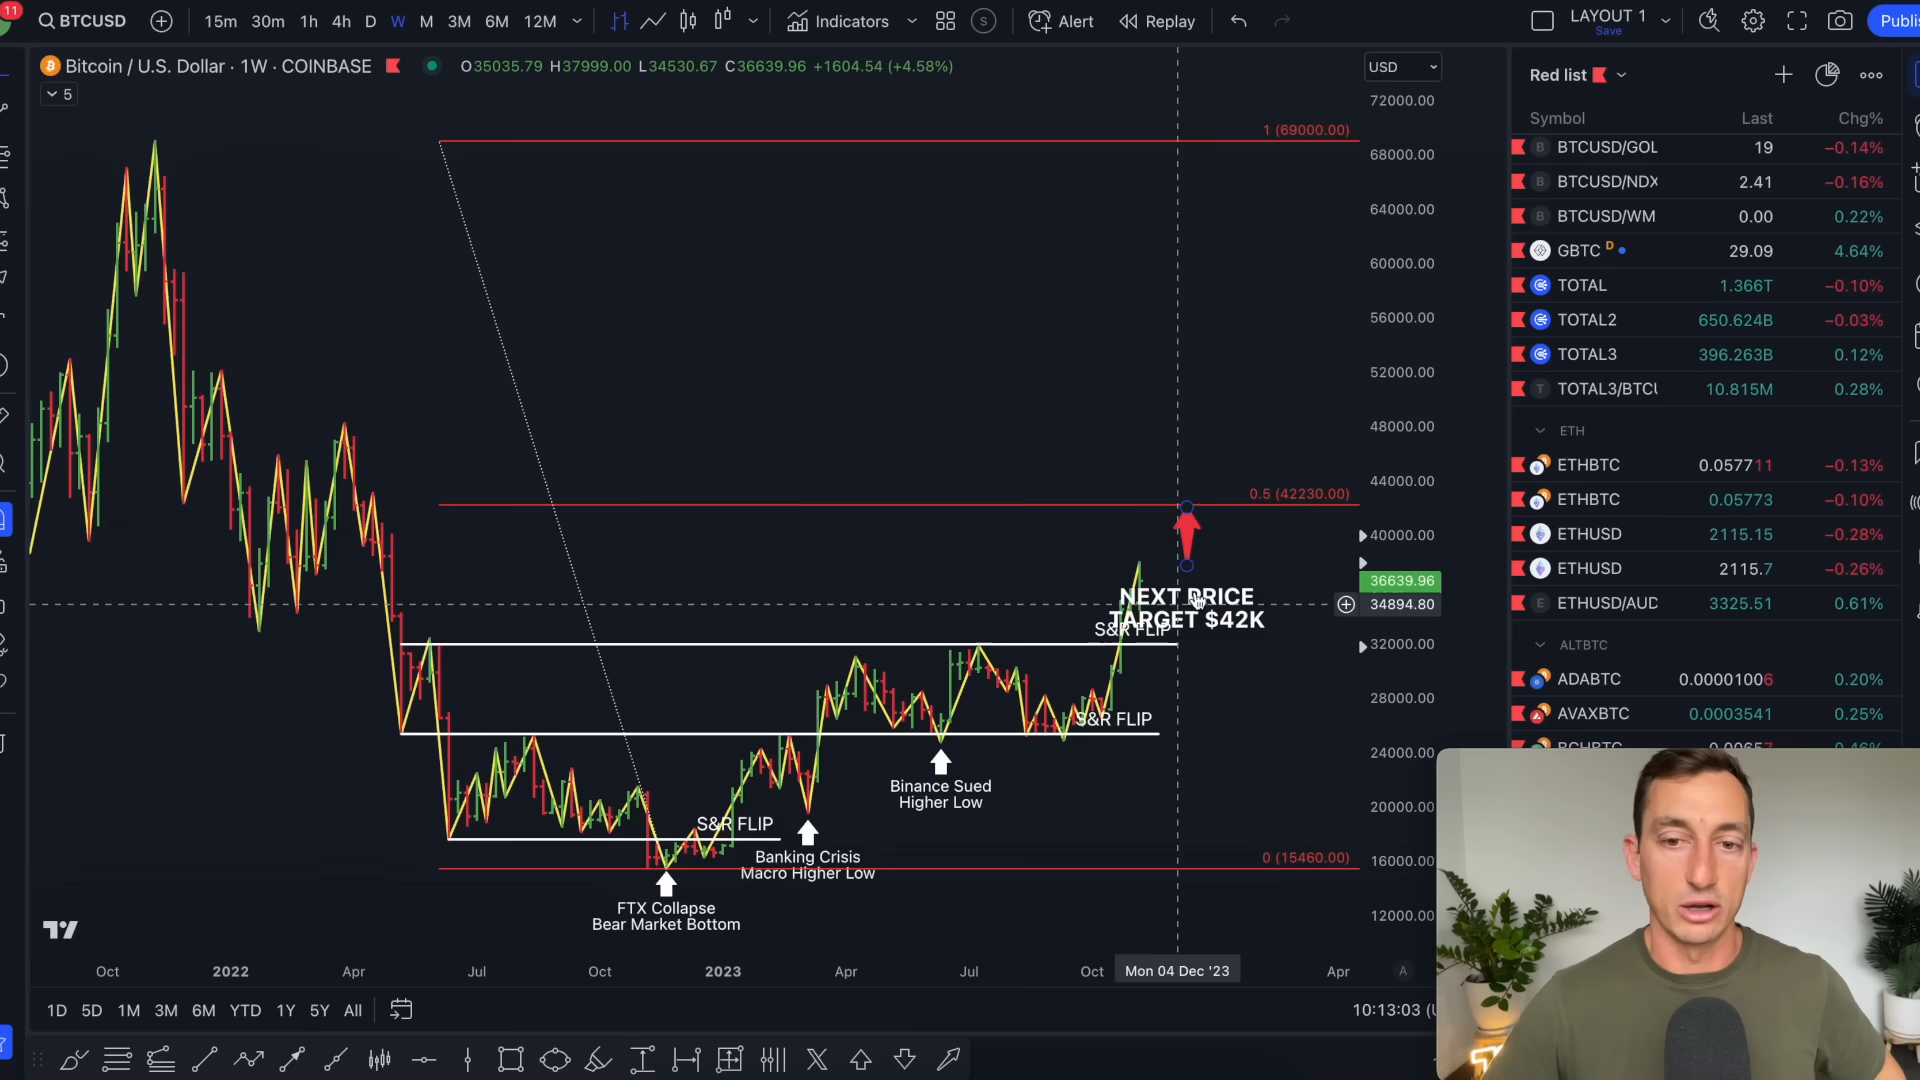 11
BTCUSD
15m 30m 1h 4h D W M 3M 6M 12M
Indicators
S
Alert
Replay
LAYOUT 1
Save
Bitcoin / U.S. Dollar · 1W · COINBASE
O35035.79 H37999.00 L34530.67 C36639.96 +1604.54 (+4.58%)
5
USD
72000.00
68000.00
64000.00
60000.00
56000.00
52000.00
48000.00
44000.00
40000.00
36639.96
34894.80
32000.00
28000.00
24000.00
20000.00
16000.00
12000.00
1 (69000.00)
0.5 (42230.00)
0 (15460.00)
NEXT PRICE
TARGET $42K
S&R FLIP
S&R FLIP
S&R FLIP
Binance Sued
Higher Low
Banking Crisis
Macro Higher Low
FTX Collapse
Bear Market Bottom
Oct 2022 Apr Jul Oct 2023 Apr Jul Oct Mon 04 Dec '23 Apr
A
1D 5D 1M 3M 6M YTD 1Y 5Y All
10:13:03
Red list
Symbol Last Chg%
BTCUSD/GOL 19 −0.14%
BTCUSD/NDX 2.41 −0.16%
BTCUSD/WM 0.00 0.22%
GBTC D 29.09 4.64%
TOTAL 1.366T −0.10%
TOTAL2 650.624B −0.03%
TOTAL3 396.263B 0.12%
TOTAL3/BTCU 10.815M 0.28%
ETH
ETHBTC 0.057711 −0.13%
ETHBTC 0.05773 −0.10%
ETHUSD 2115.15 −0.28%
ETHUSD 2115.7 −0.26%
ETHUSD/AUD 3325.51 0.61%
ALTBTC
ADABTC 0.00001006 0.20%
AVAXBTC 0.0003541 0.25%